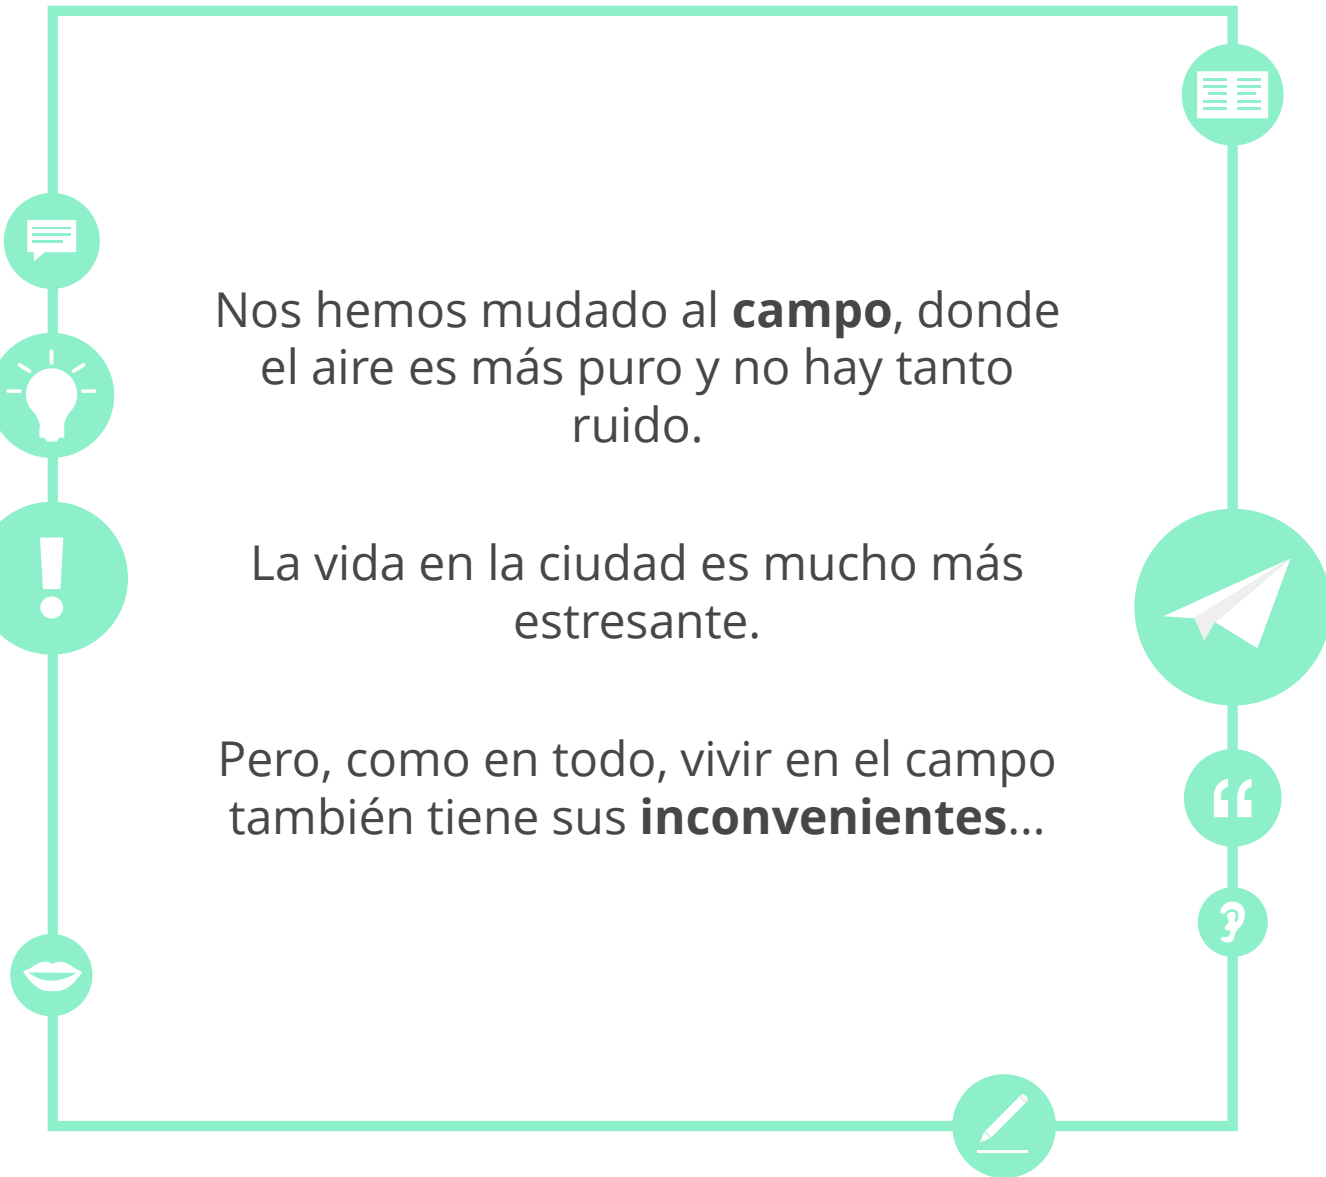 Nos hemos mudado al campo, donde
el aire es más puro y no hay tanto
ruido.
La vida en la ciudad es mucho más
estresante.
Pero, como en todo, vivir en el campo
también tiene sus inconvenientes...